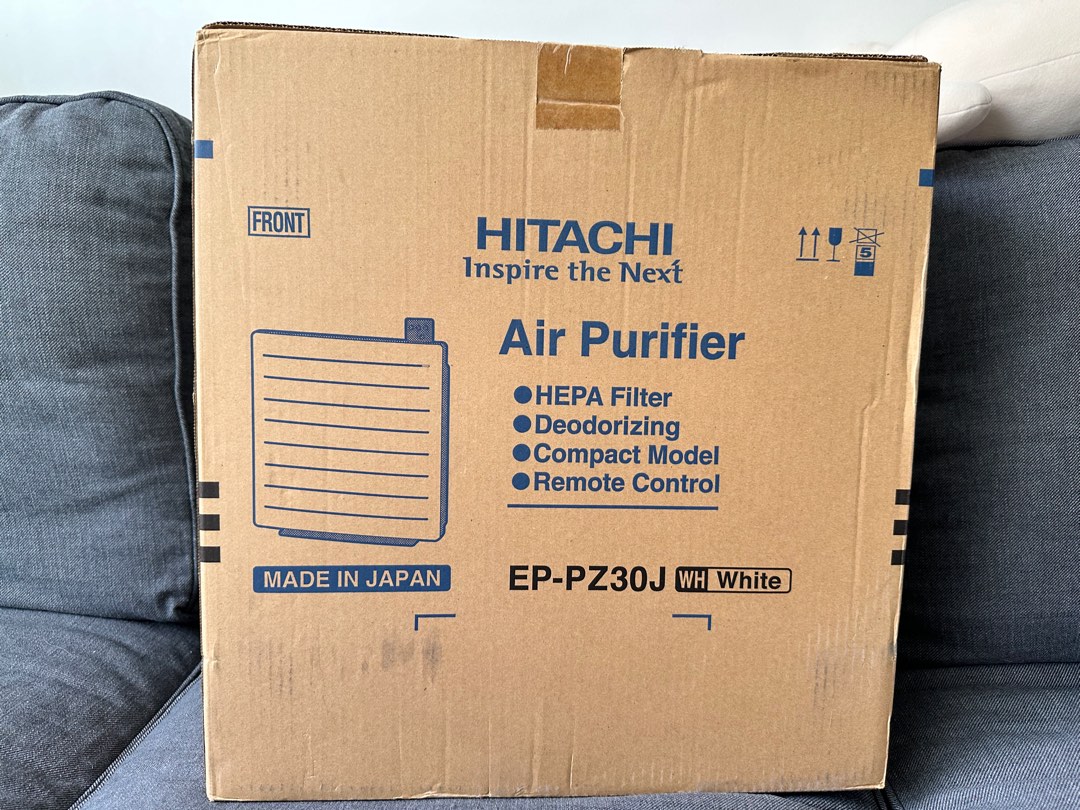 FRONT
HITACHI
Inspire the Next
5
Air Purifier
●HEPA Filter
●Deodorizing
●Compact Model
●Remote Control
MADE IN JAPAN
EP-PZ30J WH White